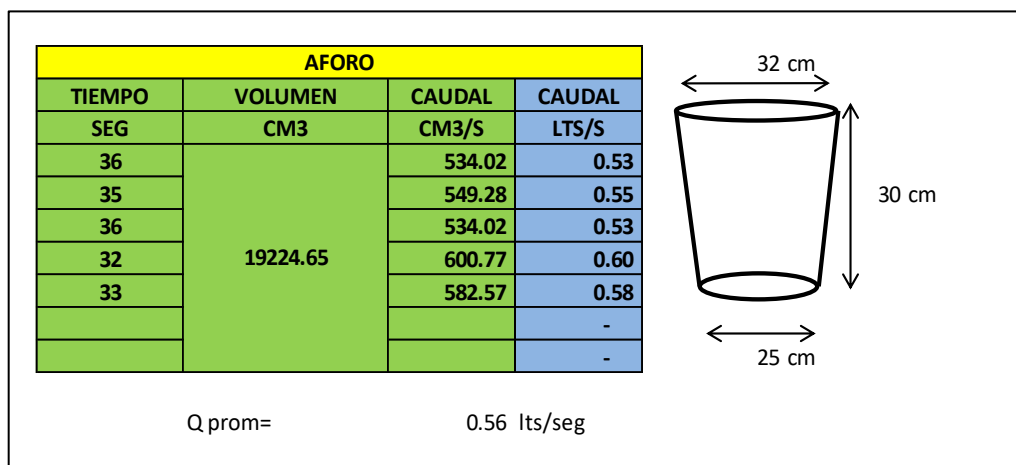 AFORO
TIEMPO VOLUMEN CAUDAL CAUDAL
SEG CM3 CM3/S LTS/S
36 534.02 0.53
35 549.28 0.55
36 534.02 0.53
32 19224.65 600.77 0.60
33 582.57 0.58
-
-
Q prom= 0.56 lts/seg
32 cm
30 cm
25 cm